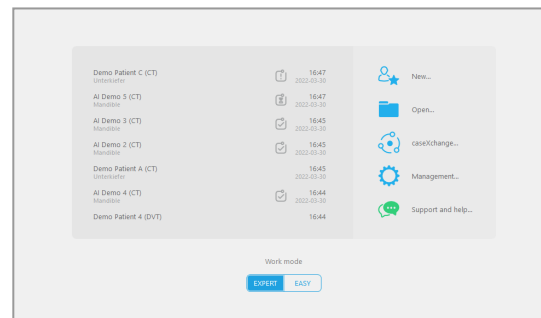 Demo Patient C (CT) 16:47
Unterkiefer 2022-03-30
AI Demo 5 (CT) 16:47
Mandible 2022-03-30
AI Demo 3 (CT) 16:45
Mandible 2022-03-30
AI Demo 2 (CT) 16:45
Mandible 2022-03-30
Demo Patient A (CT) 16:45
Unterkiefer 2022-03-30
AI Demo 4 (CT) 16:44
Mandible 2022-03-30
Demo Patient 4 (DVT) 16:44
New...
Open...
caseXchange...
Management...
Support and help...
Work mode
EXPERT EASY